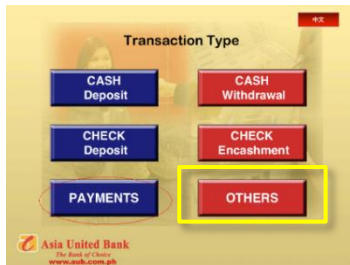 中文
Transaction Type
CASH
Deposit
CASH
Withdrawal
CHECK
Deposit
CHECK
Encashment
PAYMENTS
OTHERS
Asia United Bank
The Bank of Choice
www.aub.com.ph